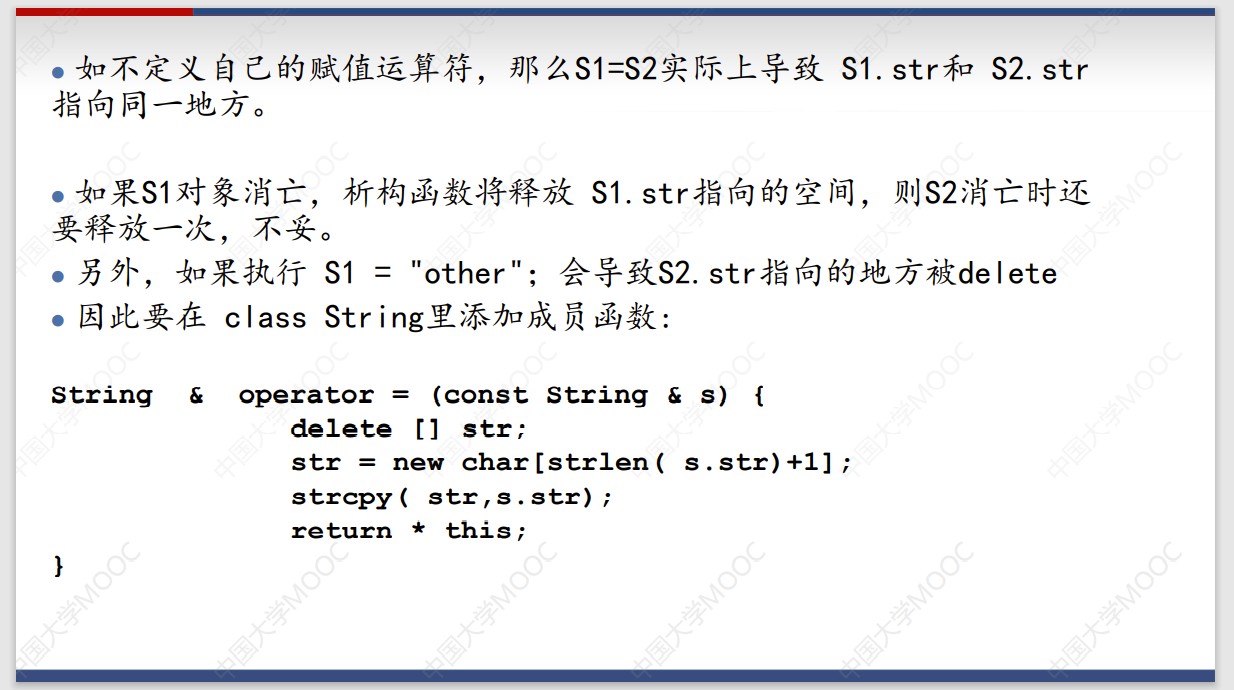 如不定义自己的赋值运算符，那么S1=S2实际上导致 S1.str和 S2.str
指向同一地方。
如果S1对象消亡，析构函数将释放 S1.str指向的空间，则S2消亡时还
要释放一次，不妥。
另外，如果执行 S1 = "other"；会导致S2.str指向的地方被delete
因此要在 class String里添加成员函数：
String & operator = (const String & s) {
delete [] str;
str = new char[strlen( s.str)+1];
strcpy( str,s.str);
return * this;
}
中国大学MOOC